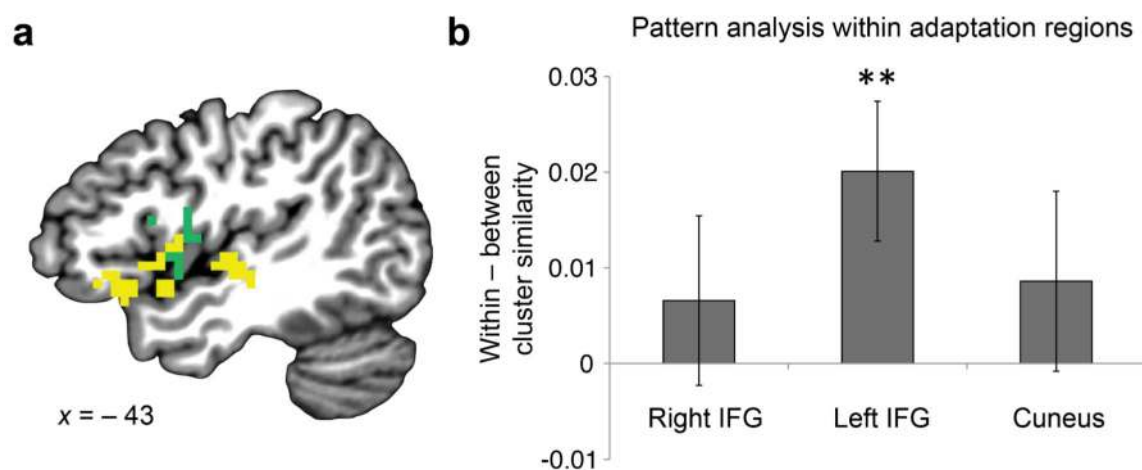 a
x = – 43
b
Pattern analysis within adaptation regions
Within – between
cluster similarity
0.03
**
0.02
0.01
0
-0.01
Right IFG
Left IFG
Cuneus